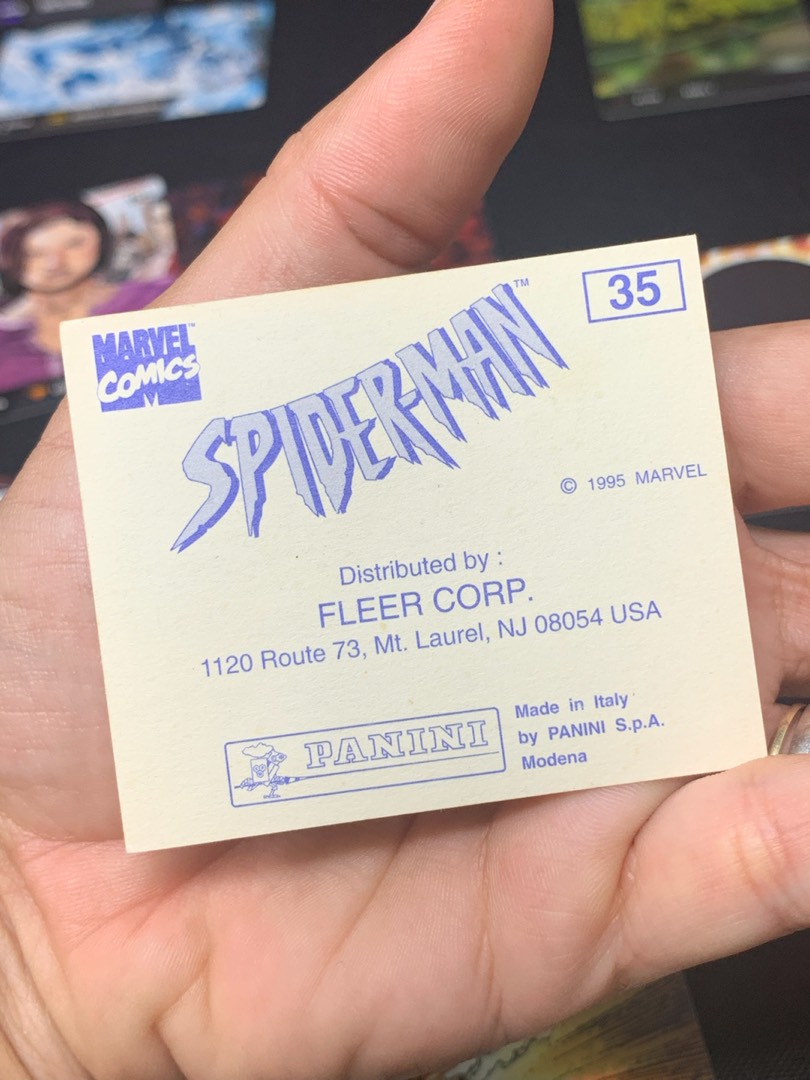 MARVEL™
COMICS
M
SPIDER-MAN™
35
© 1995 MARVEL
Distributed by :
FLEER CORP.
1120 Route 73, Mt. Laurel, NJ 08054 USA
PANINI
Made in Italy
by PANINI S.p.A.
Modena